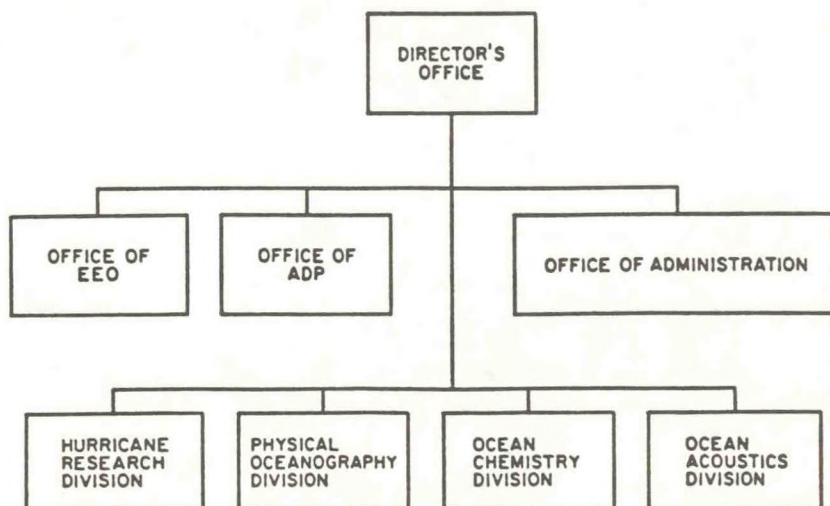 DIRECTOR'S
OFFICE
OFFICE OF
EEO
OFFICE OF
ADP
OFFICE OF ADMINISTRATION
HURRICANE
RESEARCH
DIVISION
PHYSICAL
OCEANOGRAPHY
DIVISION
OCEAN
CHEMISTRY
DIVISION
OCEAN
ACOUSTICS
DIVISION